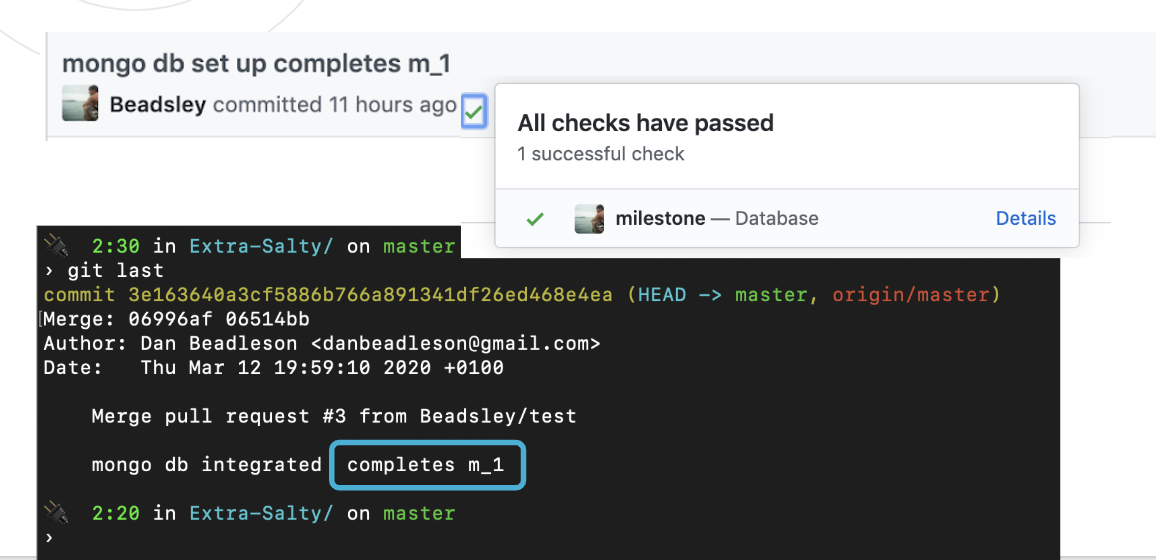 mongo db set up completes m_1
Beadsley committed 11 hours ago
All checks have passed
1 successful check
milestone — Database Details
2:30 in Extra-Salty/ on master
› git last
commit 3e163640a3cf5886b766a891341df26ed468e4ea (HEAD -> master, origin/master)
Merge: 06996af 06514bb
Author: Dan Beadleson <danbeadleson@gmail.com>
Date:   Thu Mar 12 19:59:10 2020 +0100
Merge pull request #3 from Beadsley/test
mongo db integrated completes m_1
2:20 in Extra-Salty/ on master
›